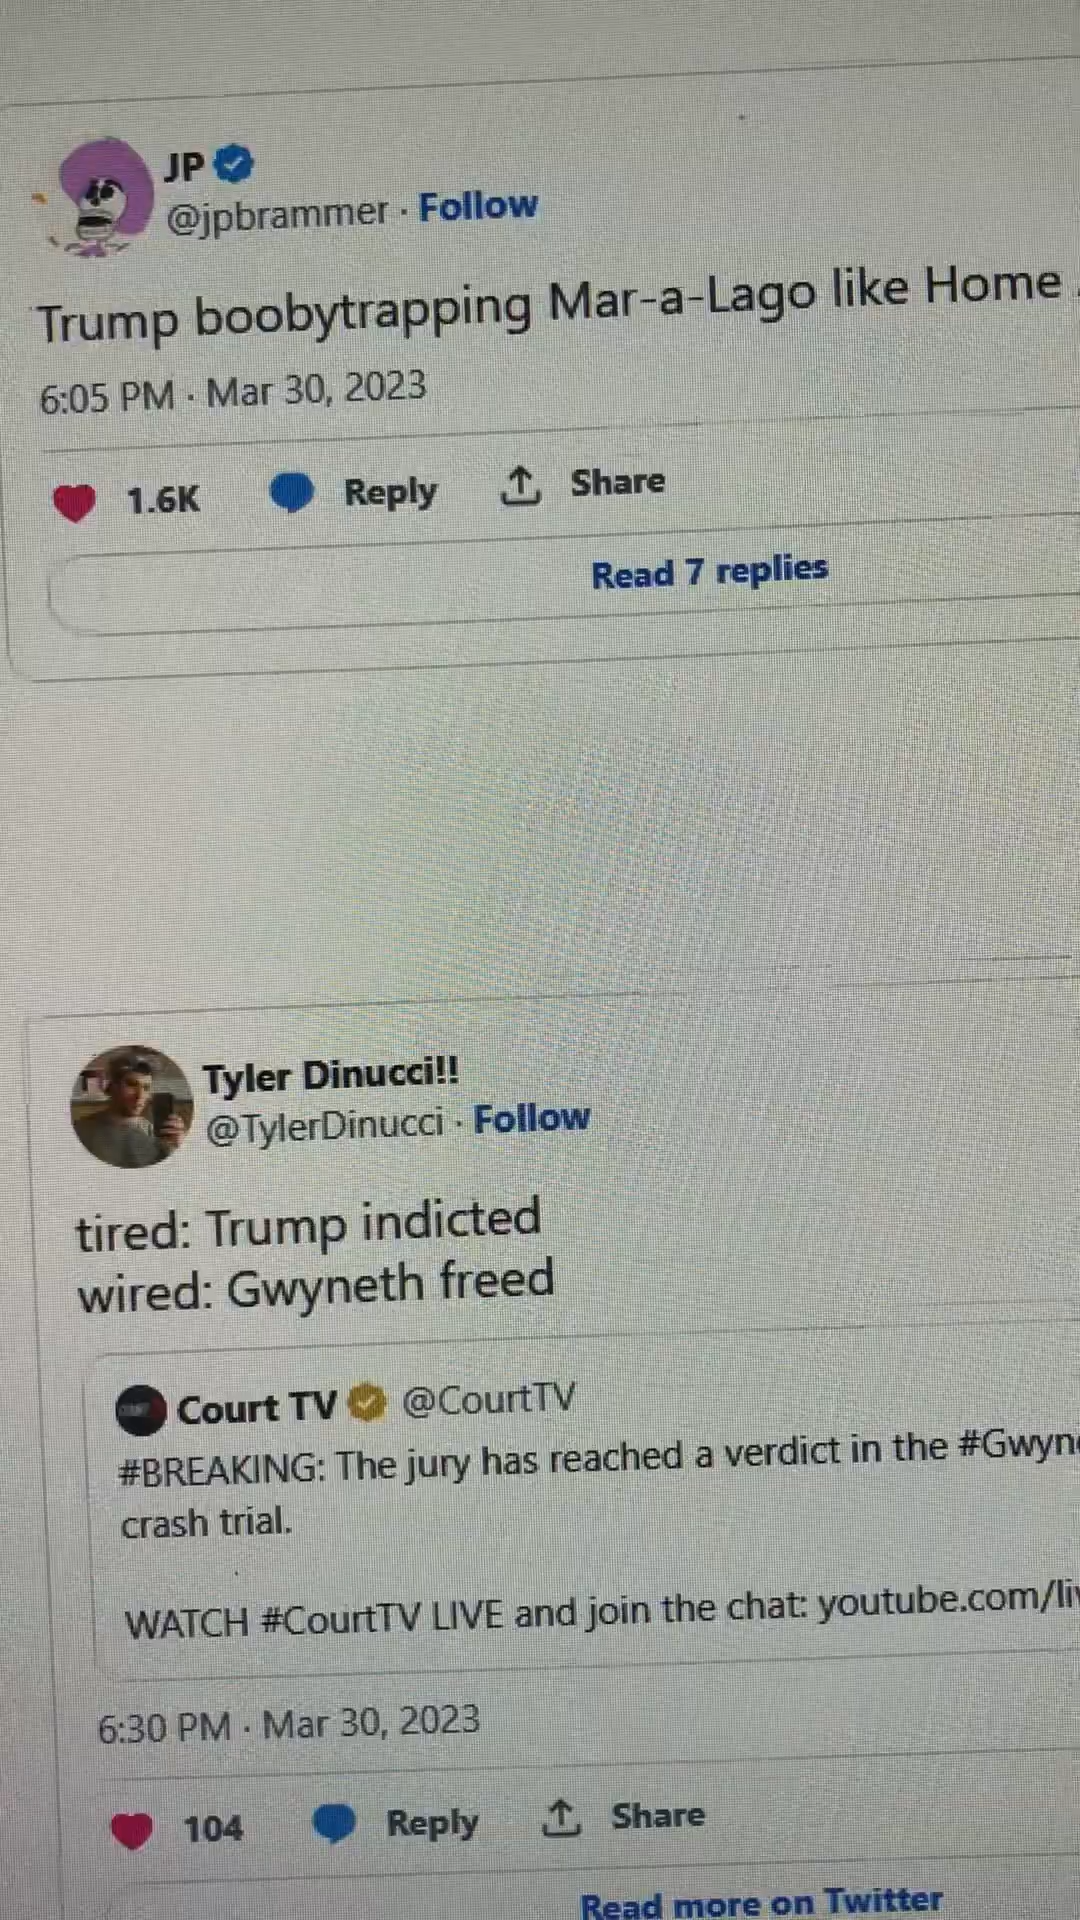 JP
@jpbrammer · Follow
Trump boobytrapping Mar-a-Lago like Home
6:05 PM · Mar 30, 2023
1.6K Reply Share
Read 7 replies
Tyler Dinucci!!
@TylerDinucci · Follow
tired: Trump indicted
wired: Gwyneth freed
Court TV @CourtTV
#BREAKING: The jury has reached a verdict in the
crash trial.
WATCH #CourtTV LIVE and join the chat:
6:30 PM · Mar 30, 2023
104 Reply Share
Read more on Twitter